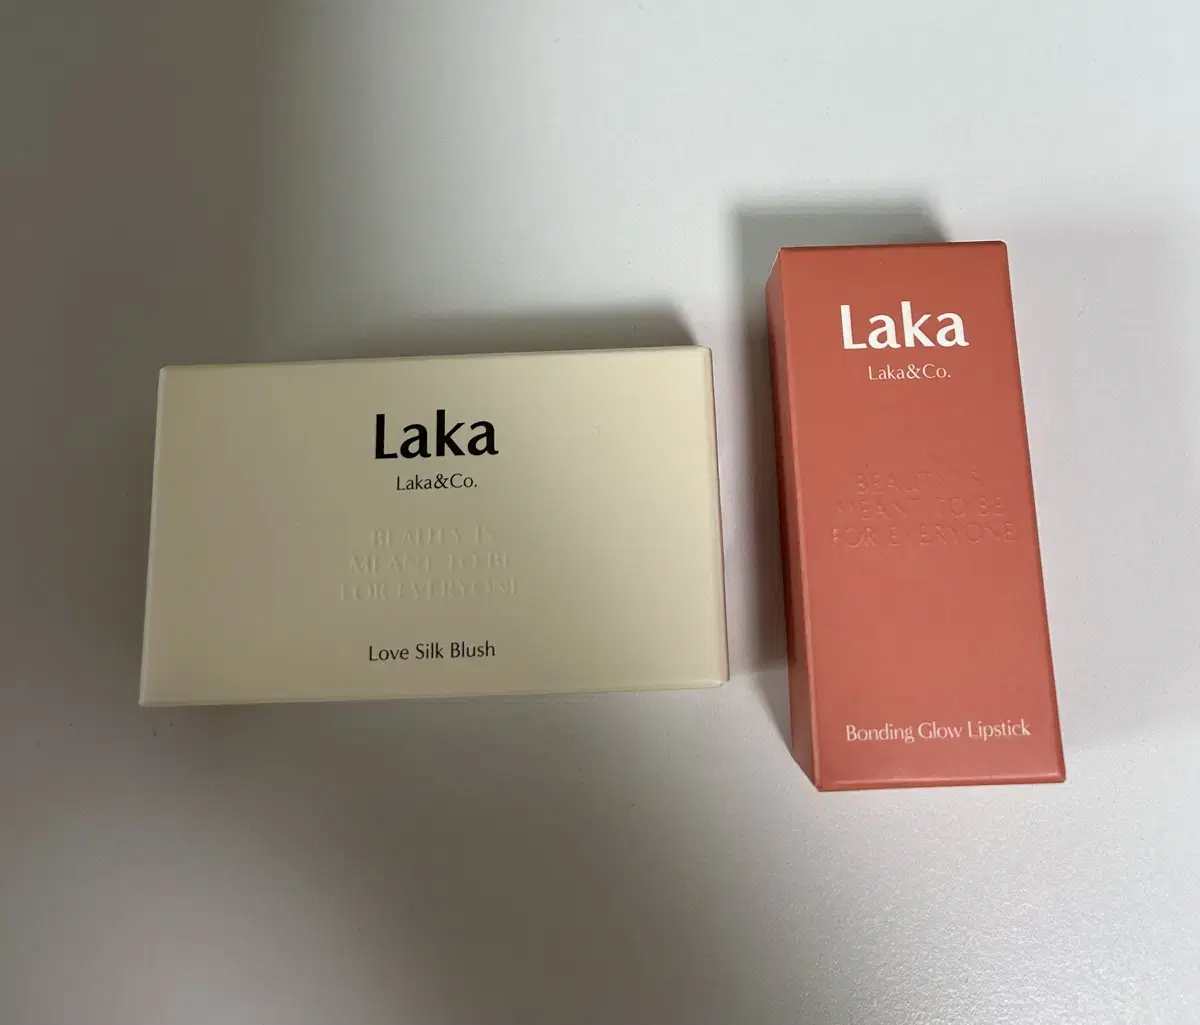 Laka
Laka&Co.
BEAUTY IS
MEANT TO BE
FOR EVERYONE
Love Silk Blush
Laka
Laka&Co.
BEAUTY IS
MEANT TO BE
FOR EVERYONE
Bonding Glow Lipstick